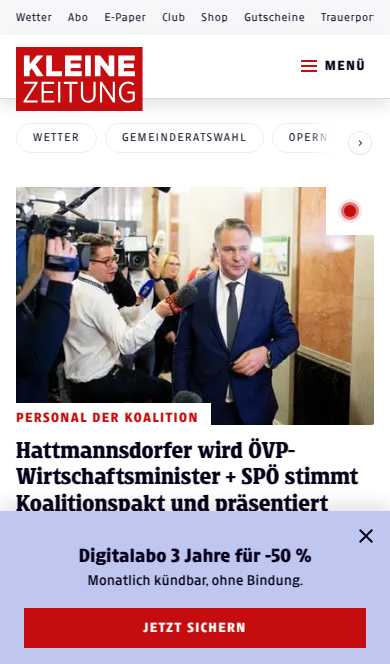 Wetter Abo E-Paper Club Shop Gutscheine Trauerport
KLEINE
ZEITUNG
MENÜ
WETTER GEMEINDERATSWAHL OPERN
PERSONAL DER KOALITION
Hattmannsdorfer wird ÖVP-
Wirtschaftsminister + SPÖ stimmt
Koalitionspakt und präsentiert
Digitalabo 3 Jahre für -50 %
Monatlich kündbar, ohne Bindung.
JETZT SICHERN